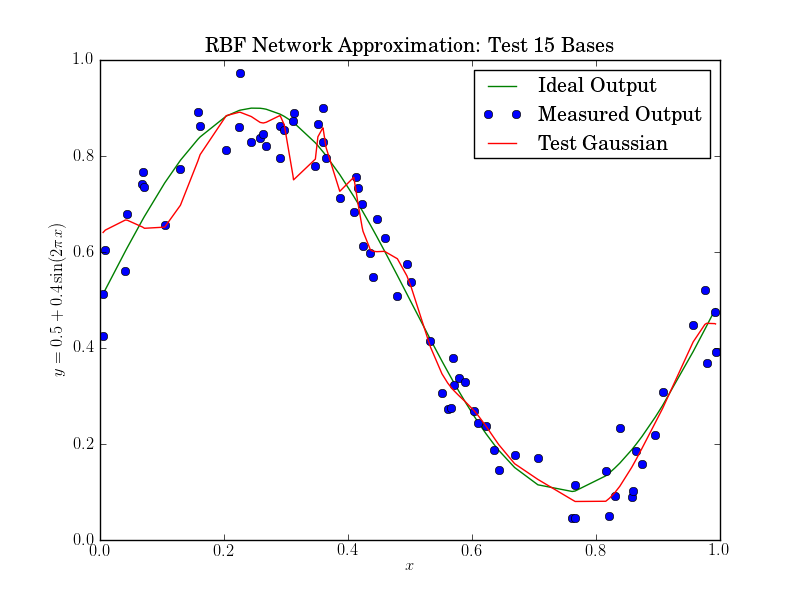 RBF Network Approximation: Test 15 Bases
1.0
0.8
0.6
0.4
0.2
0.0
y = 0.5 + 0.4 sin(2πx)
Ideal Output
Measured Output
Test Gaussian
0.0 0.2 0.4 0.6 0.8 1.0
x